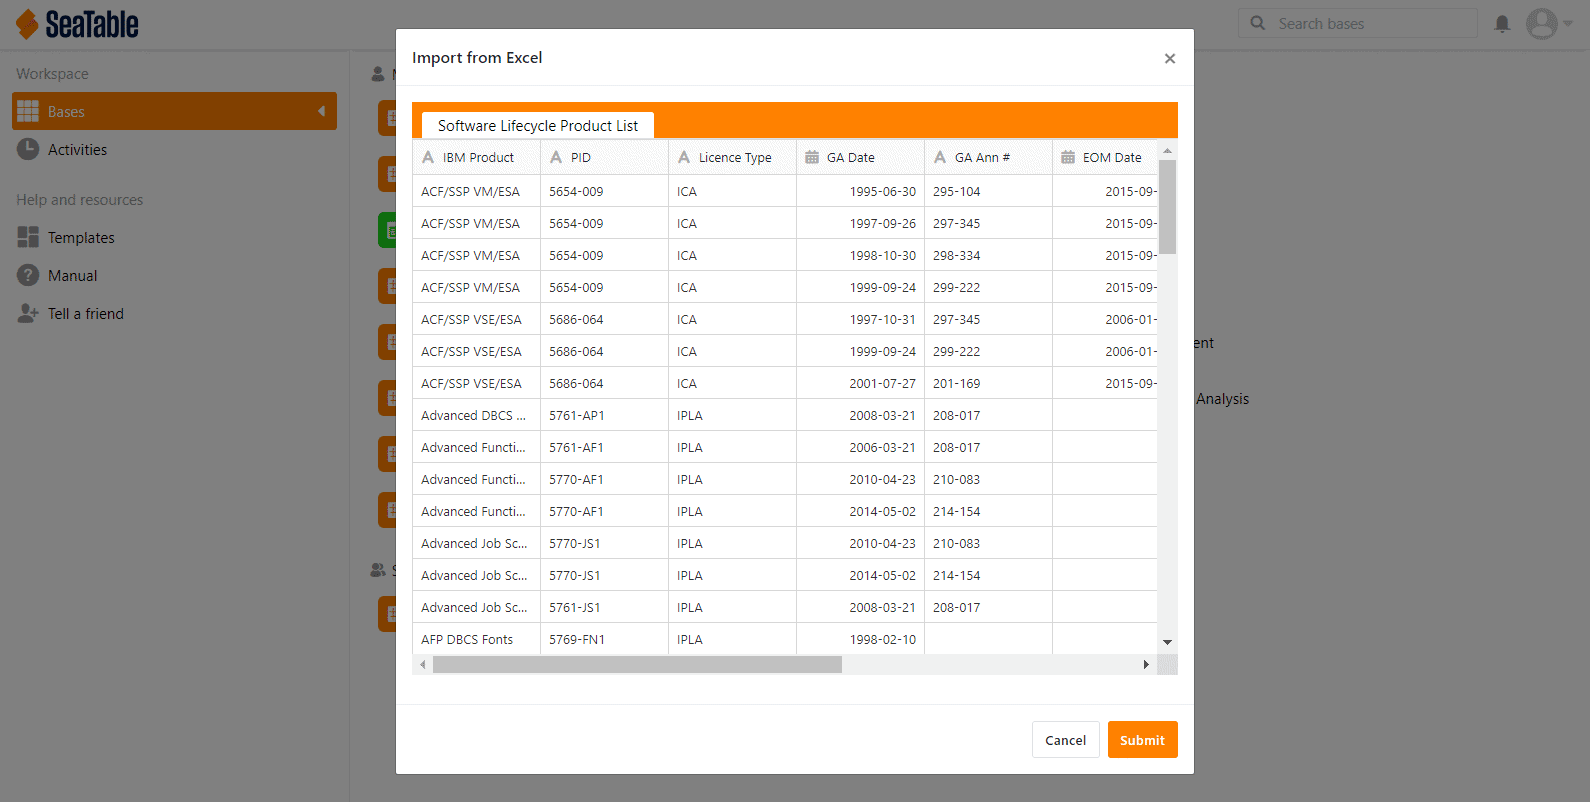 SeaTable
Search bases
Workspace
Bases
Activities
Help and resources
Templates
Manual
Tell a friend
Import from Excel
×
Software Lifecycle Product List
IBM Product PID Licence Type GA Date GA Ann # EOM Date
ACF/SSP VM/ESA 5654-009 ICA 1995-06-30 295-104 2015-09-
ACF/SSP VM/ESA 5654-009 ICA 1997-09-26 297-345 2015-09-
ACF/SSP VM/ESA 5654-009 ICA 1998-10-30 298-334 2015-09-
ACF/SSP VM/ESA 5654-009 ICA 1999-09-24 299-222 2015-09-
ACF/SSP VSE/ESA 5686-064 ICA 1997-10-31 297-345 2006-01-
ACF/SSP VSE/ESA 5686-064 ICA 1999-09-24 299-222 2006-01-
ACF/SSP VSE/ESA 5686-064 ICA 2001-07-27 201-169 2015-09-
Advanced DBCS ... 5761-AP1 IPLA 2008-03-21 208-017
Advanced Functi... 5761-AF1 IPLA 2006-03-21 208-017
Advanced Functi... 5770-AF1 IPLA 2010-04-23 210-083
Advanced Functi... 5770-AF1 IPLA 2014-05-02 214-154
Advanced Job Sc... 5770-JS1 IPLA 2010-04-23 210-083
Advanced Job Sc... 5770-JS1 IPLA 2014-05-02 214-154
Advanced Job Sc... 5761-JS1 IPLA 2008-03-21 208-017
AFP DBCS Fonts 5769-FN1 IPLA 1998-02-10
Cancel
Submit
ent
Analysis